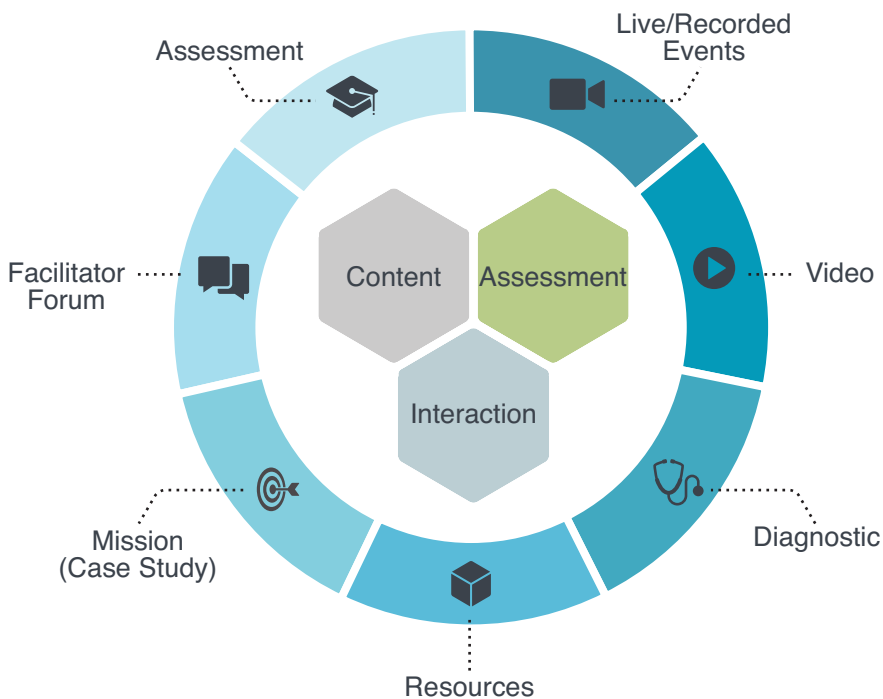 Live/Recorded
Events
Assessment
Content
Assessment
Facilitator
Forum
Video
Interaction
Mission
(Case Study)
Diagnostic
Resources